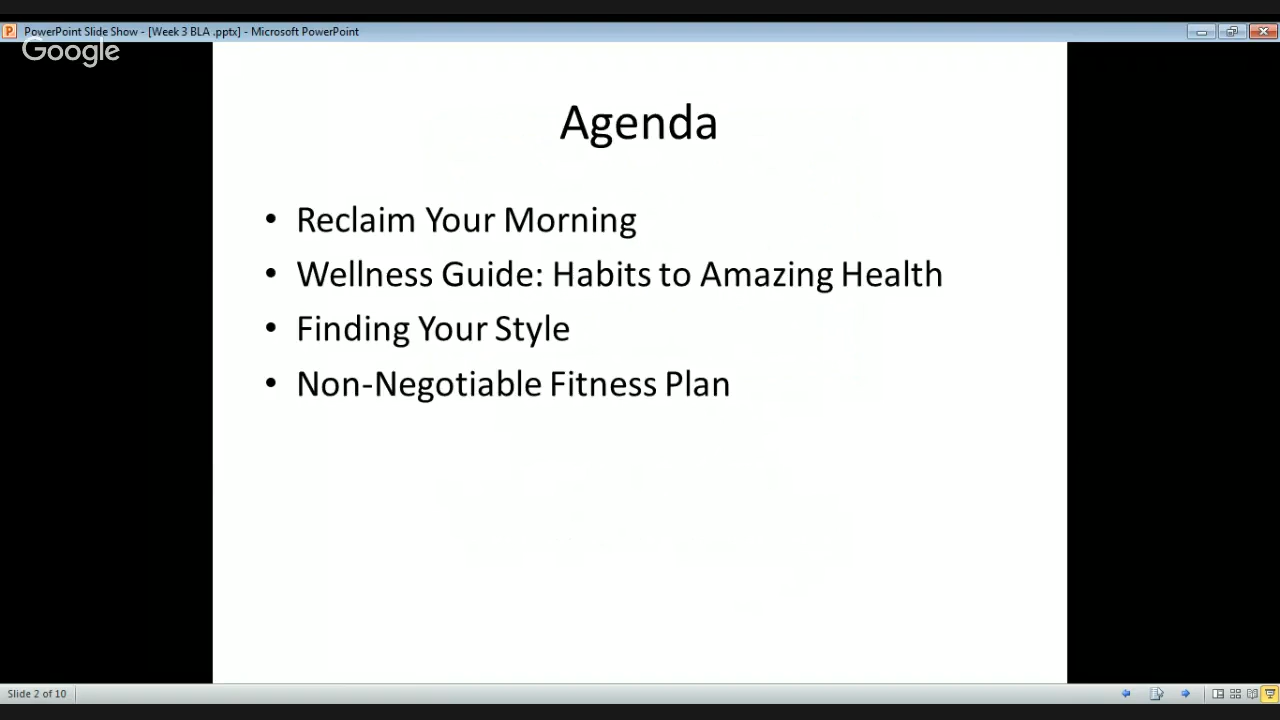 PowerPoint Slide Show - [Week 3 BLA .pptx] - Microsoft PowerPoint
Google
Agenda
• Reclaim Your Morning
• Wellness Guide: Habits to Amazing Health
• Finding Your Style
• Non-Negotiable Fitness Plan
Slide 2 of 10